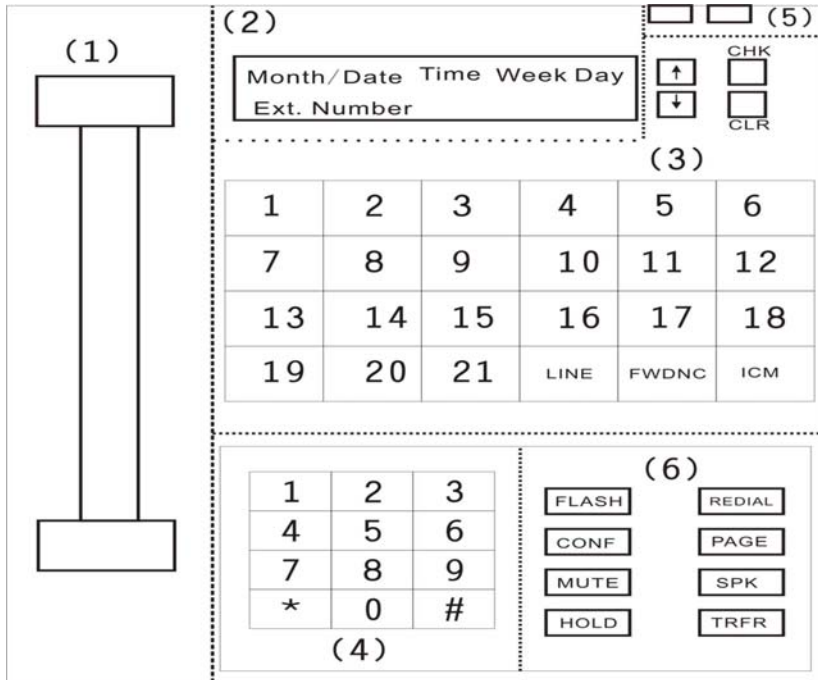 (1)
(2)
(5)
Month/Date Time Week Day
Ext. Number
↑ CHK
↓ CLR
(3)
1 2 3 4 5 6
7 8 9 10 11 12
13 14 15 16 17 18
19 20 21 LINE FWDNC ICM
1 2 3
4 5 6
7 8 9
* 0 #
(4)
(6)
FLASH REDIAL
CONF PAGE
MUTE SPK
HOLD TRFR